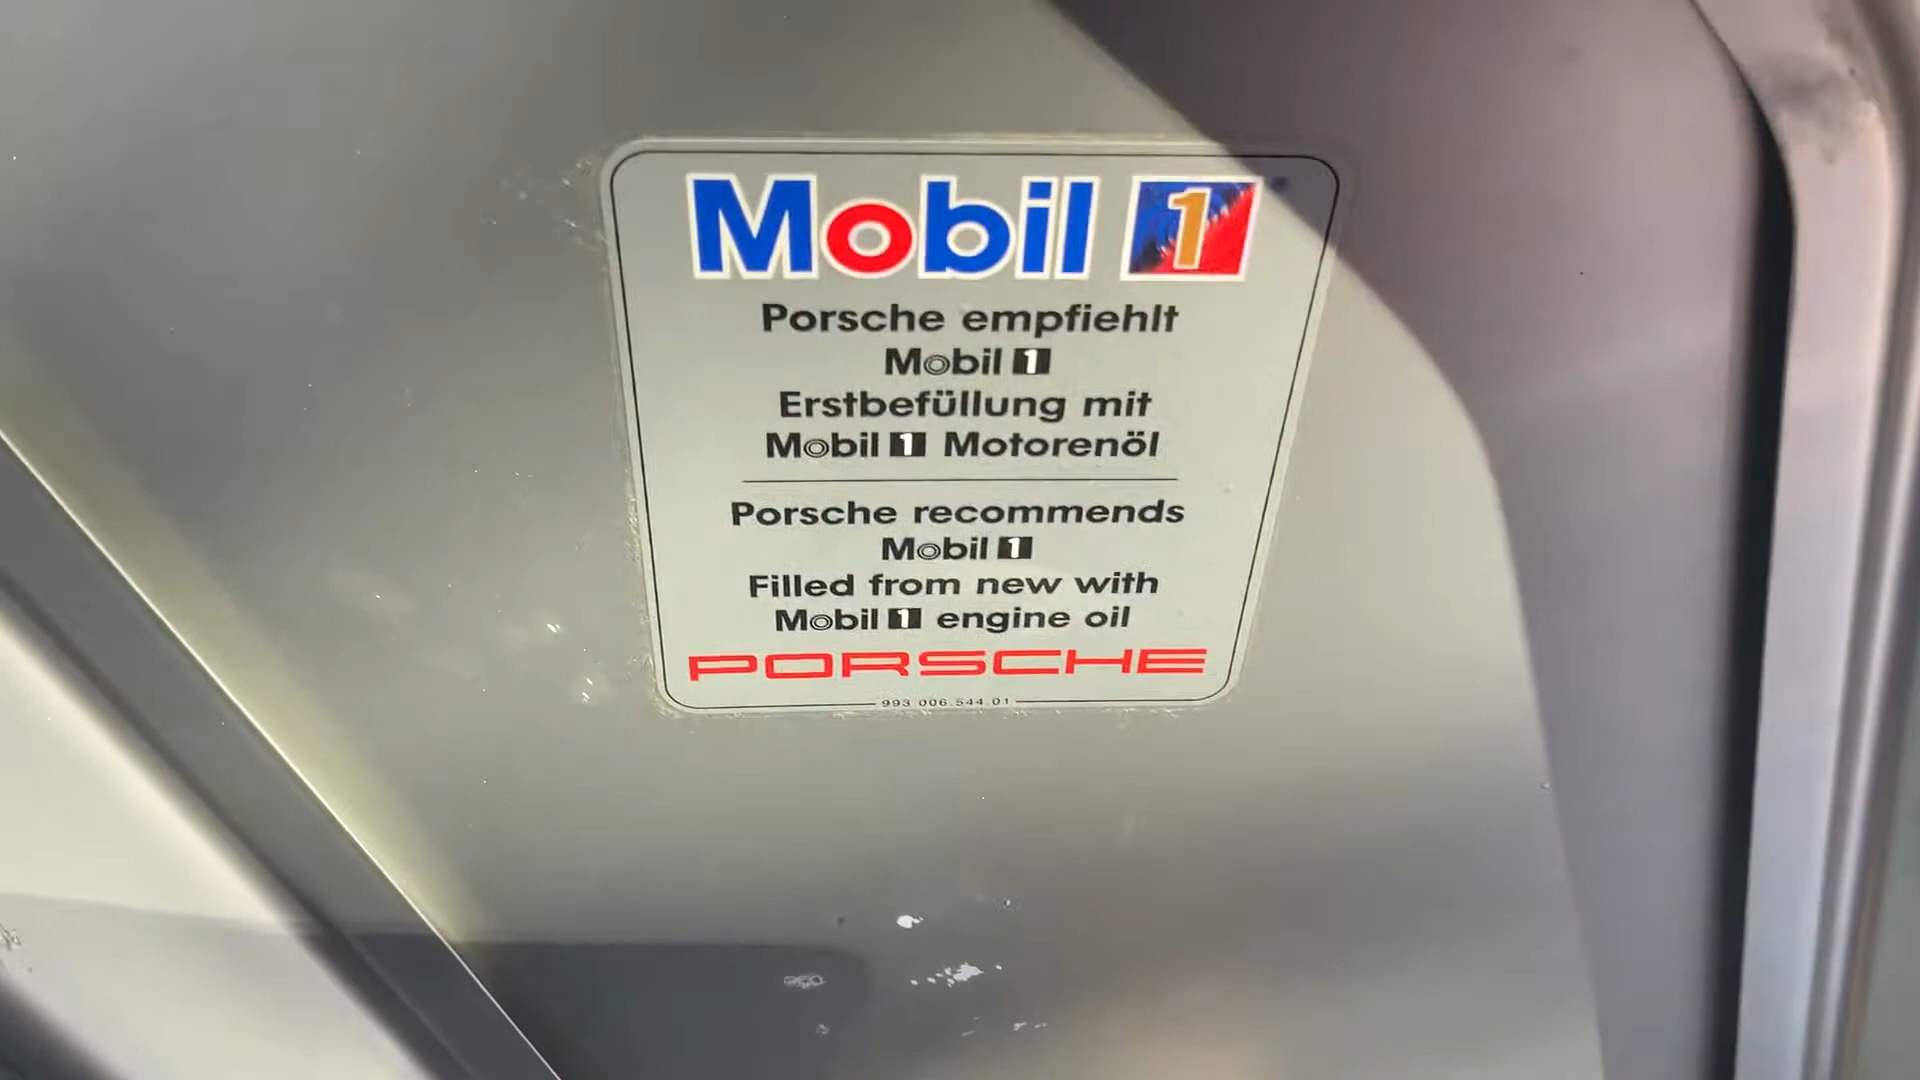 Mobil 1
Porsche empfiehlt
Mobil 1
Erstbefüllung mit
Mobil 1 Motorenöl
Porsche recommends
Mobil 1
Filled from new with
Mobil 1 engine oil
PORSCHE
993 006.544.01